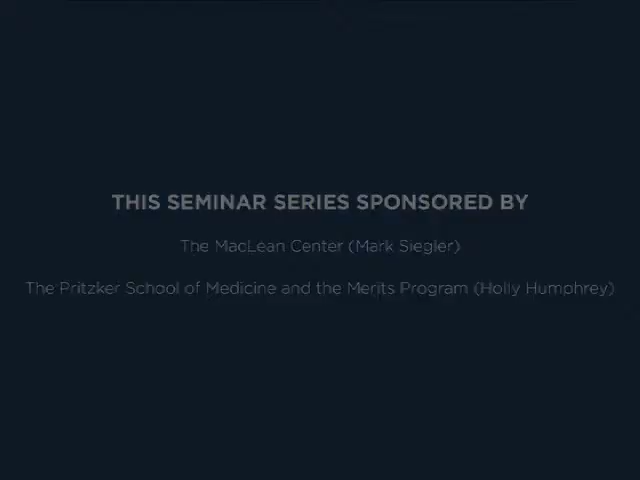 THIS SEMINAR SERIES SPONSORED BY
The MacLean Center (Mark Siegler)
The Pritzker School of Medicine and the Merits Program (Holly Humphrey)